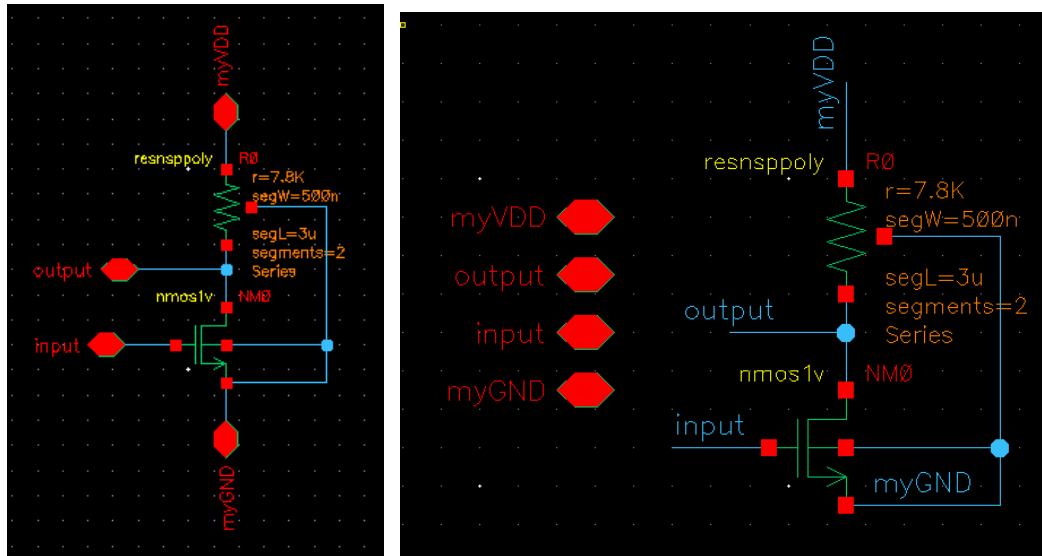 myVDD
resnsppoly
R0
r=7.8K
segW=500n
segL=3u
segments=2
Series
output
nmos1v
NM0
input
myGND
myVDD
resnsppoly
R0
r=7.8K
segW=500n
myVDD
output
segL=3u
segments=2
Series
output
input
nmos1v
NM0
myGND
input
myGND